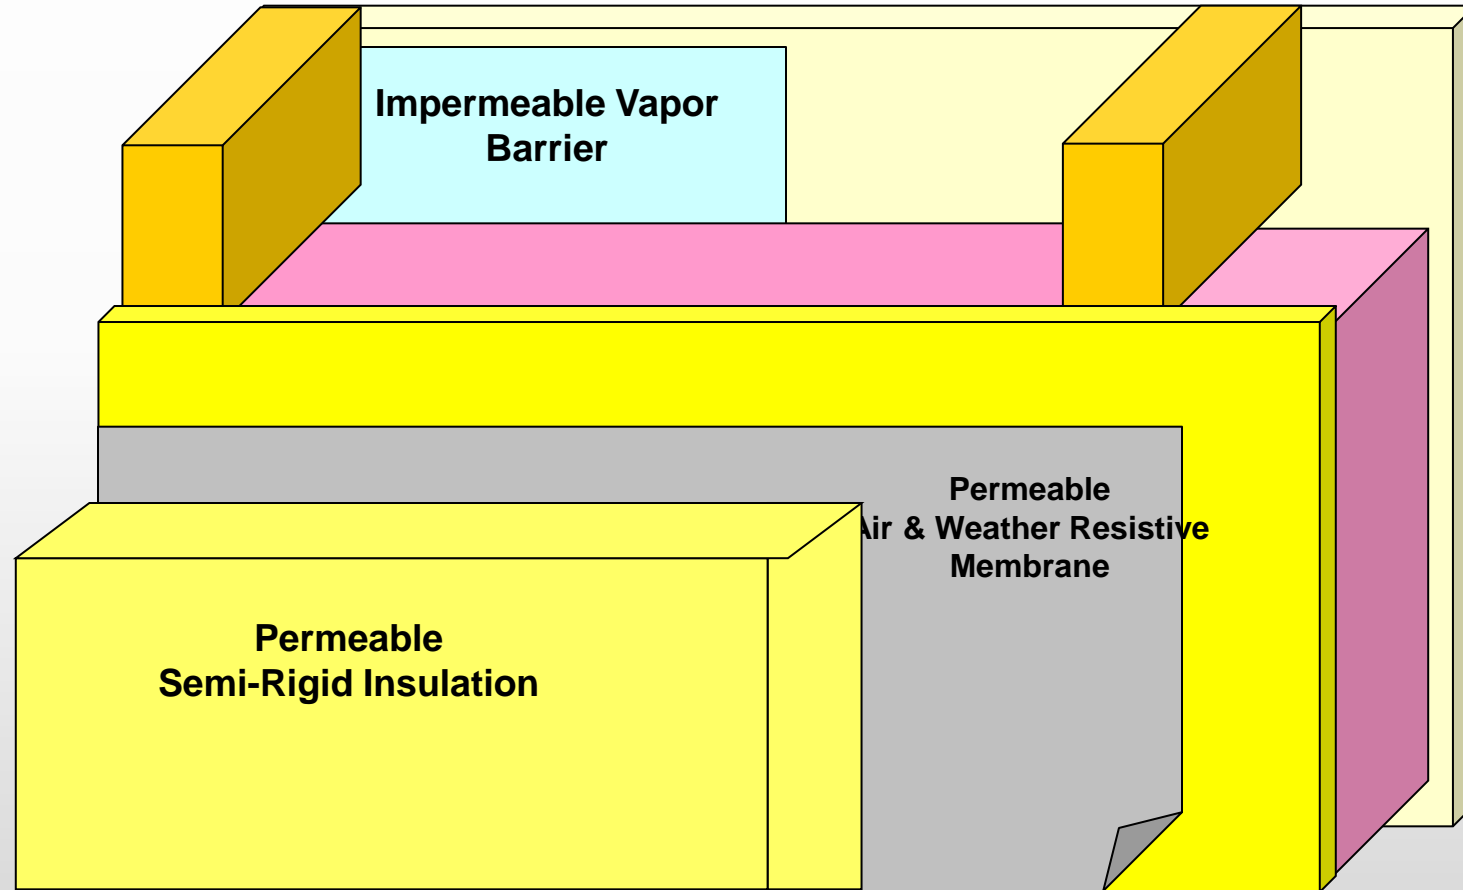 Impermeable Vapor
Barrier
Permeable
Air & Weather Resistive
Membrane
Permeable
Semi-Rigid Insulation